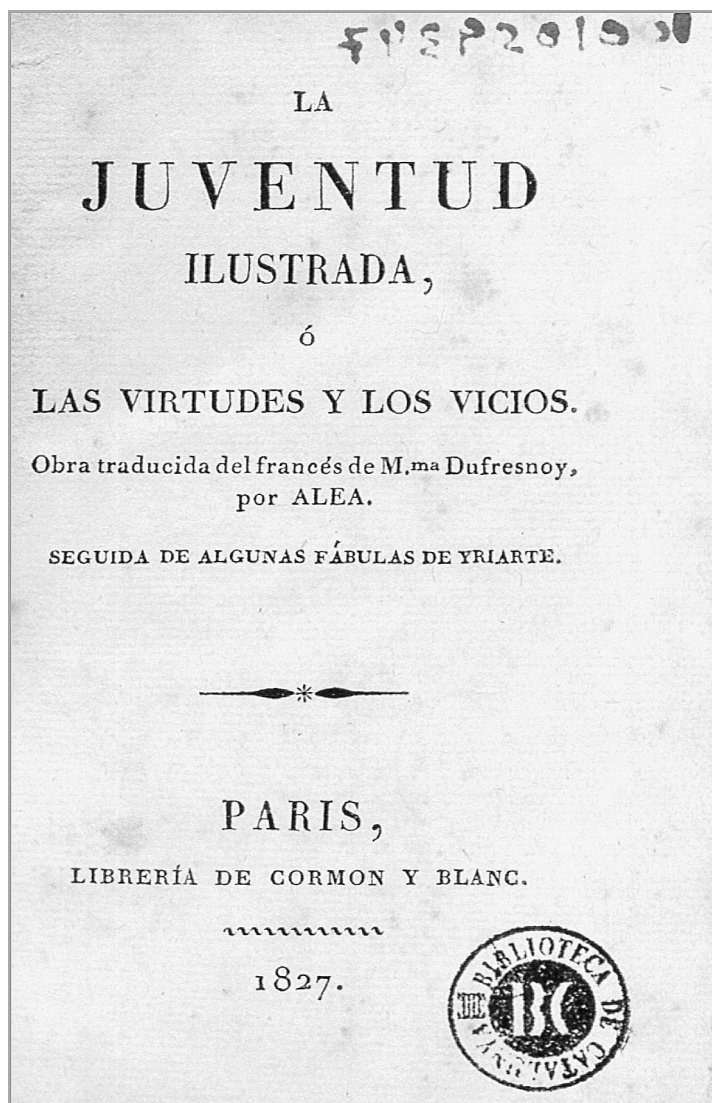 LA
JUVENTUD
ILUSTRADA,
ó
LAS VIRTUDES Y LOS VICIOS.
Obra traducida del francés de M.ma Dufresnoy,
por ALEA.
SEGUIDA DE ALGUNAS FÁBULAS DE YRIARTE.
PARIS,
LIBRERÍA DE CORMON Y BLANC.
1827.
BIBLIOTECA DE CATALUNYA
BC